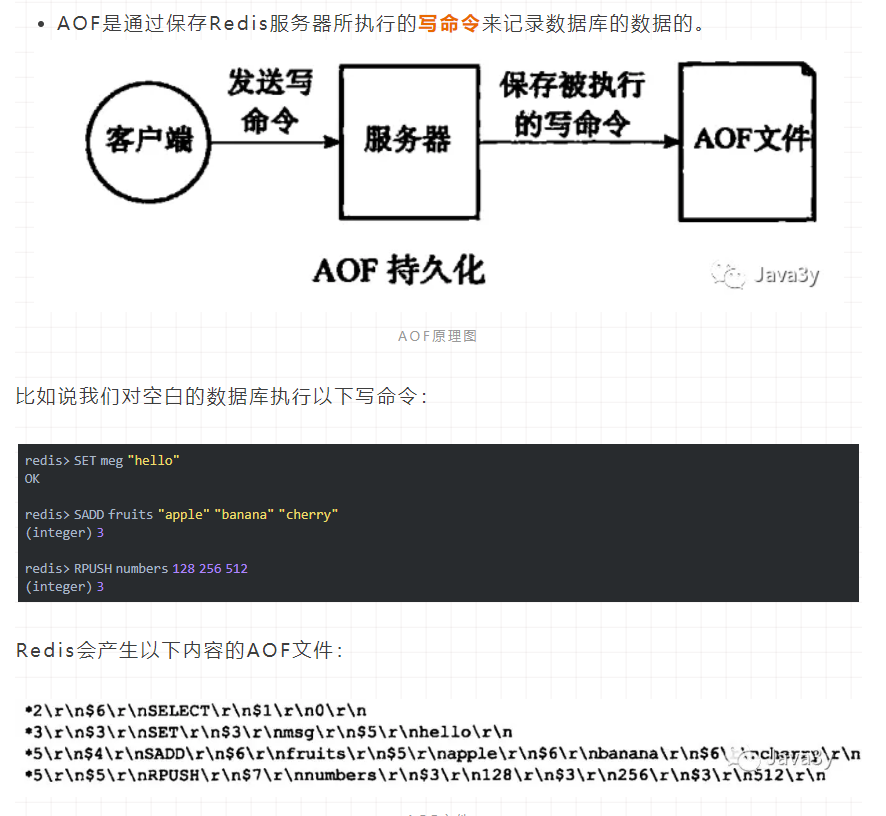 • AOF是通过保存Redis服务器所执行的写命令来记录数据库的数据的。
发送写
命令
保存被执行
的写命令
客户端
服务器
AOF文件
AOF 持久化
Java3y
AOF原理图
比如说我们对空白的数据库执行以下写命令：
redis> SET meg "hello"
OK
redis> SADD fruits "apple" "banana" "cherry"
(integer) 3
redis> RPUSH numbers 128 256 512
(integer) 3
Redis会产生以下内容的AOF文件：
*2\r\n$6\r\nSELECT\r\n$1\r\n0\r\n
*3\r\n$3\r\nSET\r\n$3\r\nmsg\r\n$5\r\nhello\r\n
*5\r\n$4\r\nSADD\r\n$6\r\nfruits\r\n$5\r\napple\r\n$6\r\nbanana\r\n$6\r\ncherry\r\n
*5\r\n$5\r\nRPUSH\r\n$7\r\nnumbers\r\n$3\r\n128\r\n$3\r\n256\r\n$3\r\n512\r\n
Java3y